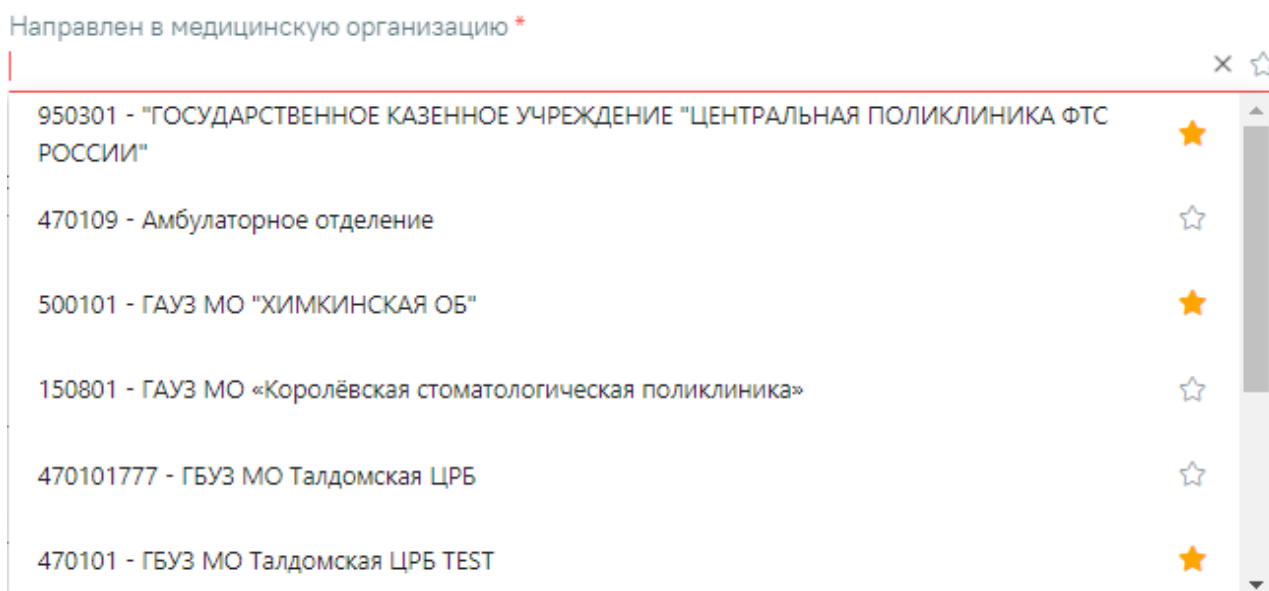 Направлен в медицинскую организацию *
950301 - "ГОСУДАРСТВЕННОЕ КАЗЕННОЕ УЧРЕЖДЕНИЕ "ЦЕНТРАЛЬНАЯ ПОЛИКЛИНИКА ФТС
РОССИИ"
470109 - Амбулаторное отделение
500101 - ГАУЗ МО "ХИМКИНСКАЯ ОБ"
150801 - ГАУЗ МО «Королёвская стоматологическая поликлиника»
470101777 - ГБУЗ МО Талдомская ЦРБ
470101 - ГБУЗ МО Талдомская ЦРБ TEST